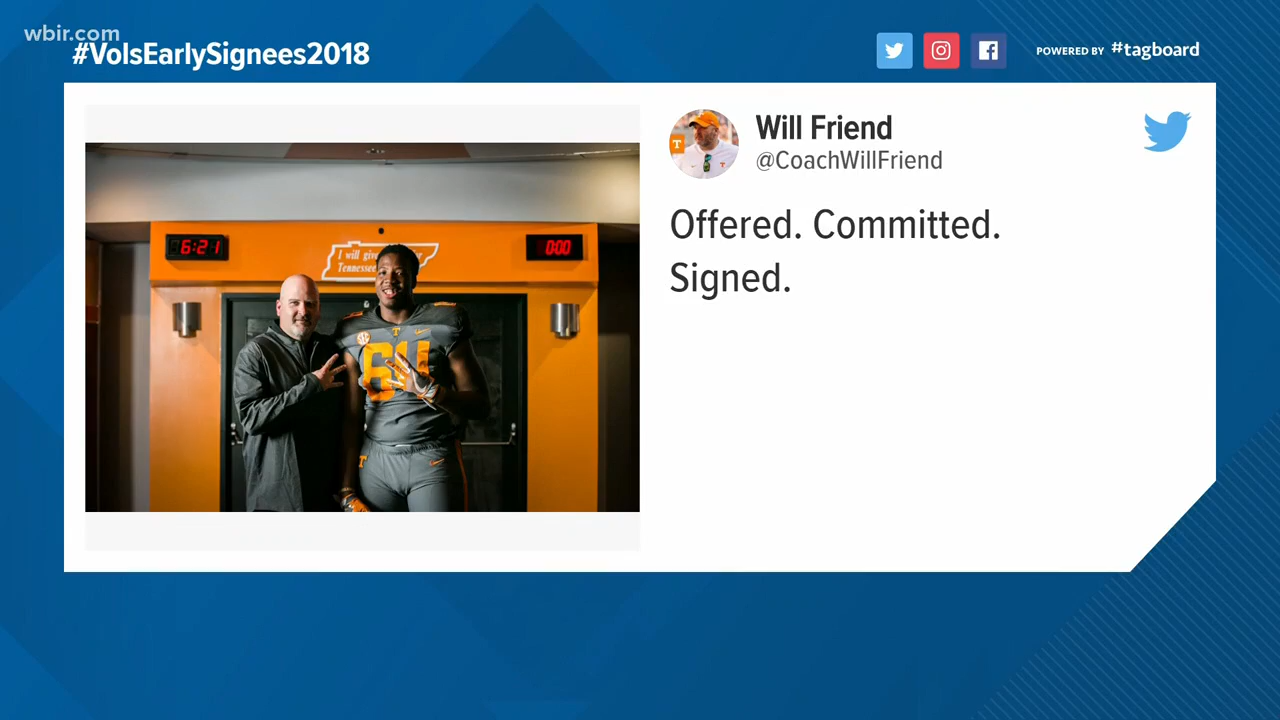 wbir.com
#VolsEarlySignees2018
POWERED BY #tagboard
Will Friend
@CoachWillFriend
Offered. Committed.
Signed.
6:21
0:00
I will give
Tennessee
T
64